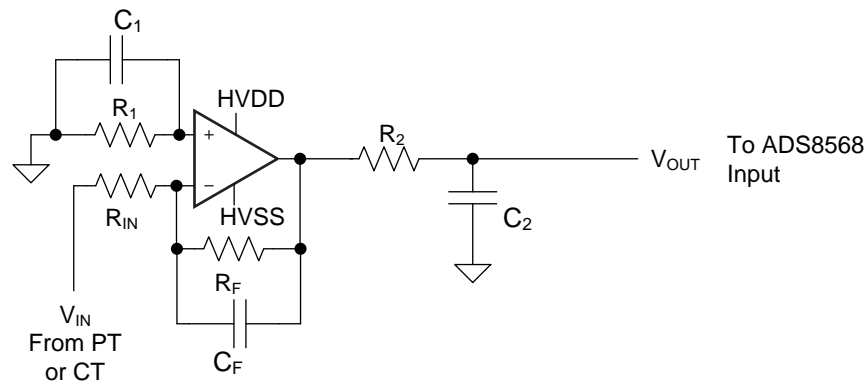 C1
HVDD
R1
+
R2
VOUT
To ADS8568
Input
−
HVSS
RIN
C2
RF
VIN
From PT
or CT
CF